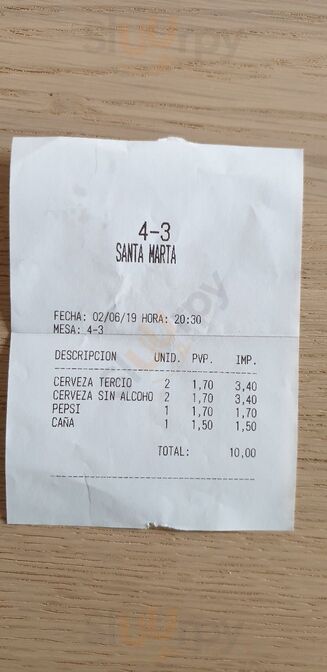 4-3
SANTA MARTA
FECHA: 02/06/19 HORA: 20:30
MESA: 4-3
DESCRIPCION UNID. PVP. IMP.
CERVEZA TERCIO 2 1,70 3,40
CERVEZA SIN ALCOHO 2 1,70 3,40
PEPSI 1 1,70 1,70
CAÑA 1 1,50 1,50
TOTAL: 10,00